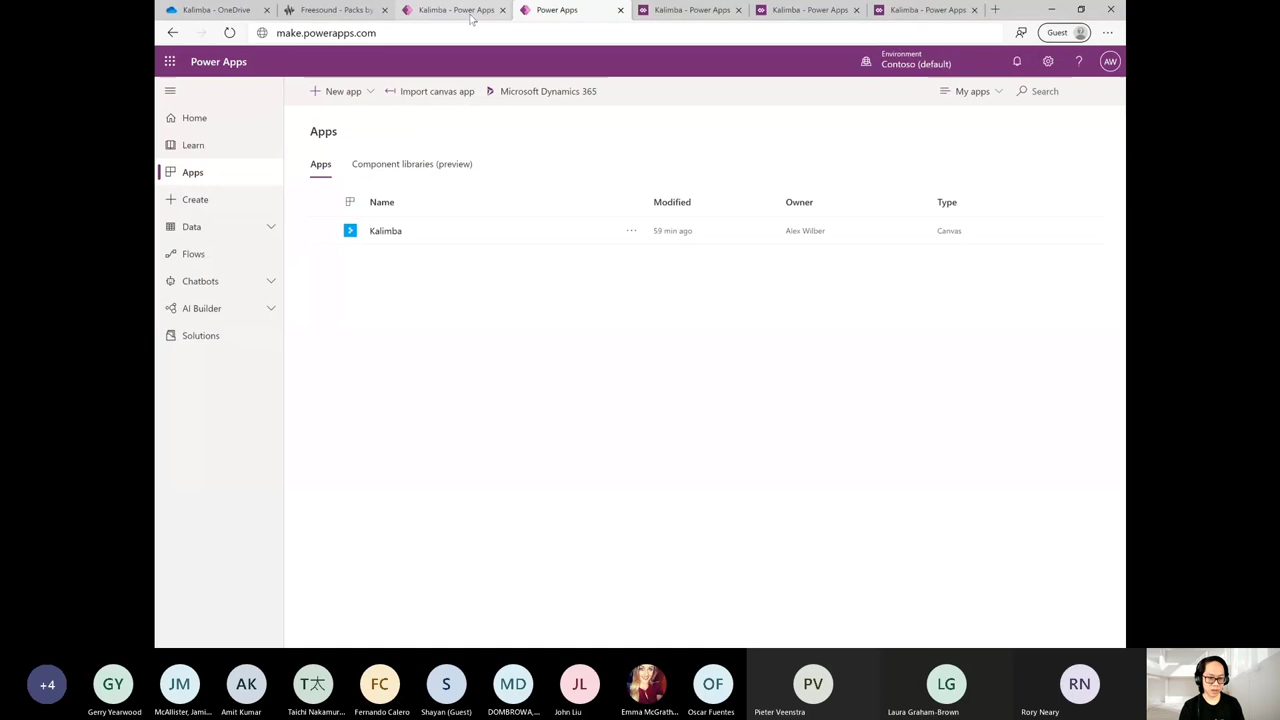 Kalimba - OneDrive
Freesound - Packs by
Kalimba - Power Apps
Power Apps
Kalimba - Power Apps
Kalimba - Power Apps
Kalimba - Power Apps
make.powerapps.com
Guest
Power Apps
Environment
Contoso (default)
AW
New app
Import canvas app
Microsoft Dynamics 365
My apps
Search
Home
Learn
Apps
Create
Data
Flows
Chatbots
AI Builder
Solutions
Apps
Apps
Component libraries (preview)
Name
Modified
Owner
Type
Kalimba
59 min ago
Alex Wilber
Canvas
+4
GY
JM
AK
T太
FC
S
MD
JL
OF
PV
LG
RN
Gerry Yearwood
McAllister, Jami...
Amit Kumar
Taichi Nakamur...
Fernando Calero
Shayan (Guest)
DOMBROWA,...
John Liu
Emma McGrath...
Oscar Fuentes
Pieter Veenstra
Laura Graham-Brown
Rory Neary